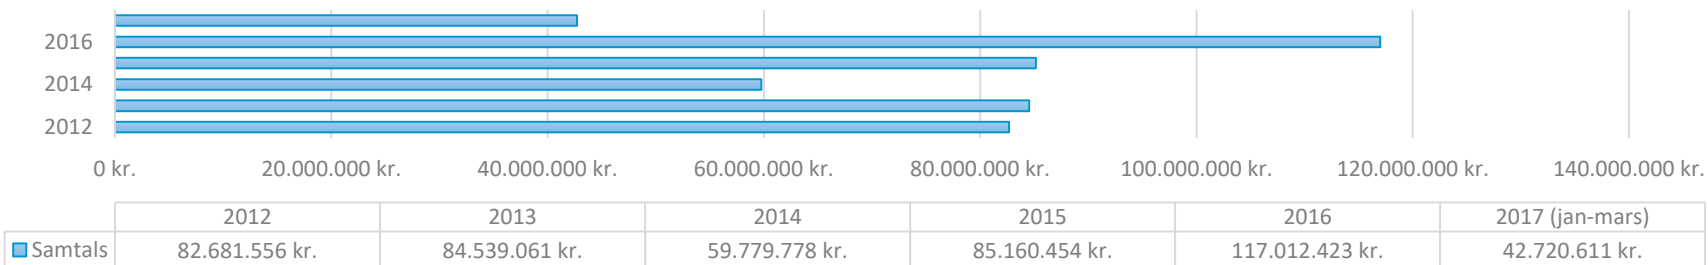 2016
2014
2012
0 kr. 20.000.000 kr. 40.000.000 kr. 60.000.000 kr. 80.000.000 kr. 100.000.000 kr. 120.000.000 kr. 140.000.000 kr.
2012 2013 2014 2015 2016 2017 (jan-mars)
Samtals 82.681.556 kr. 84.539.061 kr. 59.779.778 kr. 85.160.454 kr. 117.012.423 kr. 42.720.611 kr.